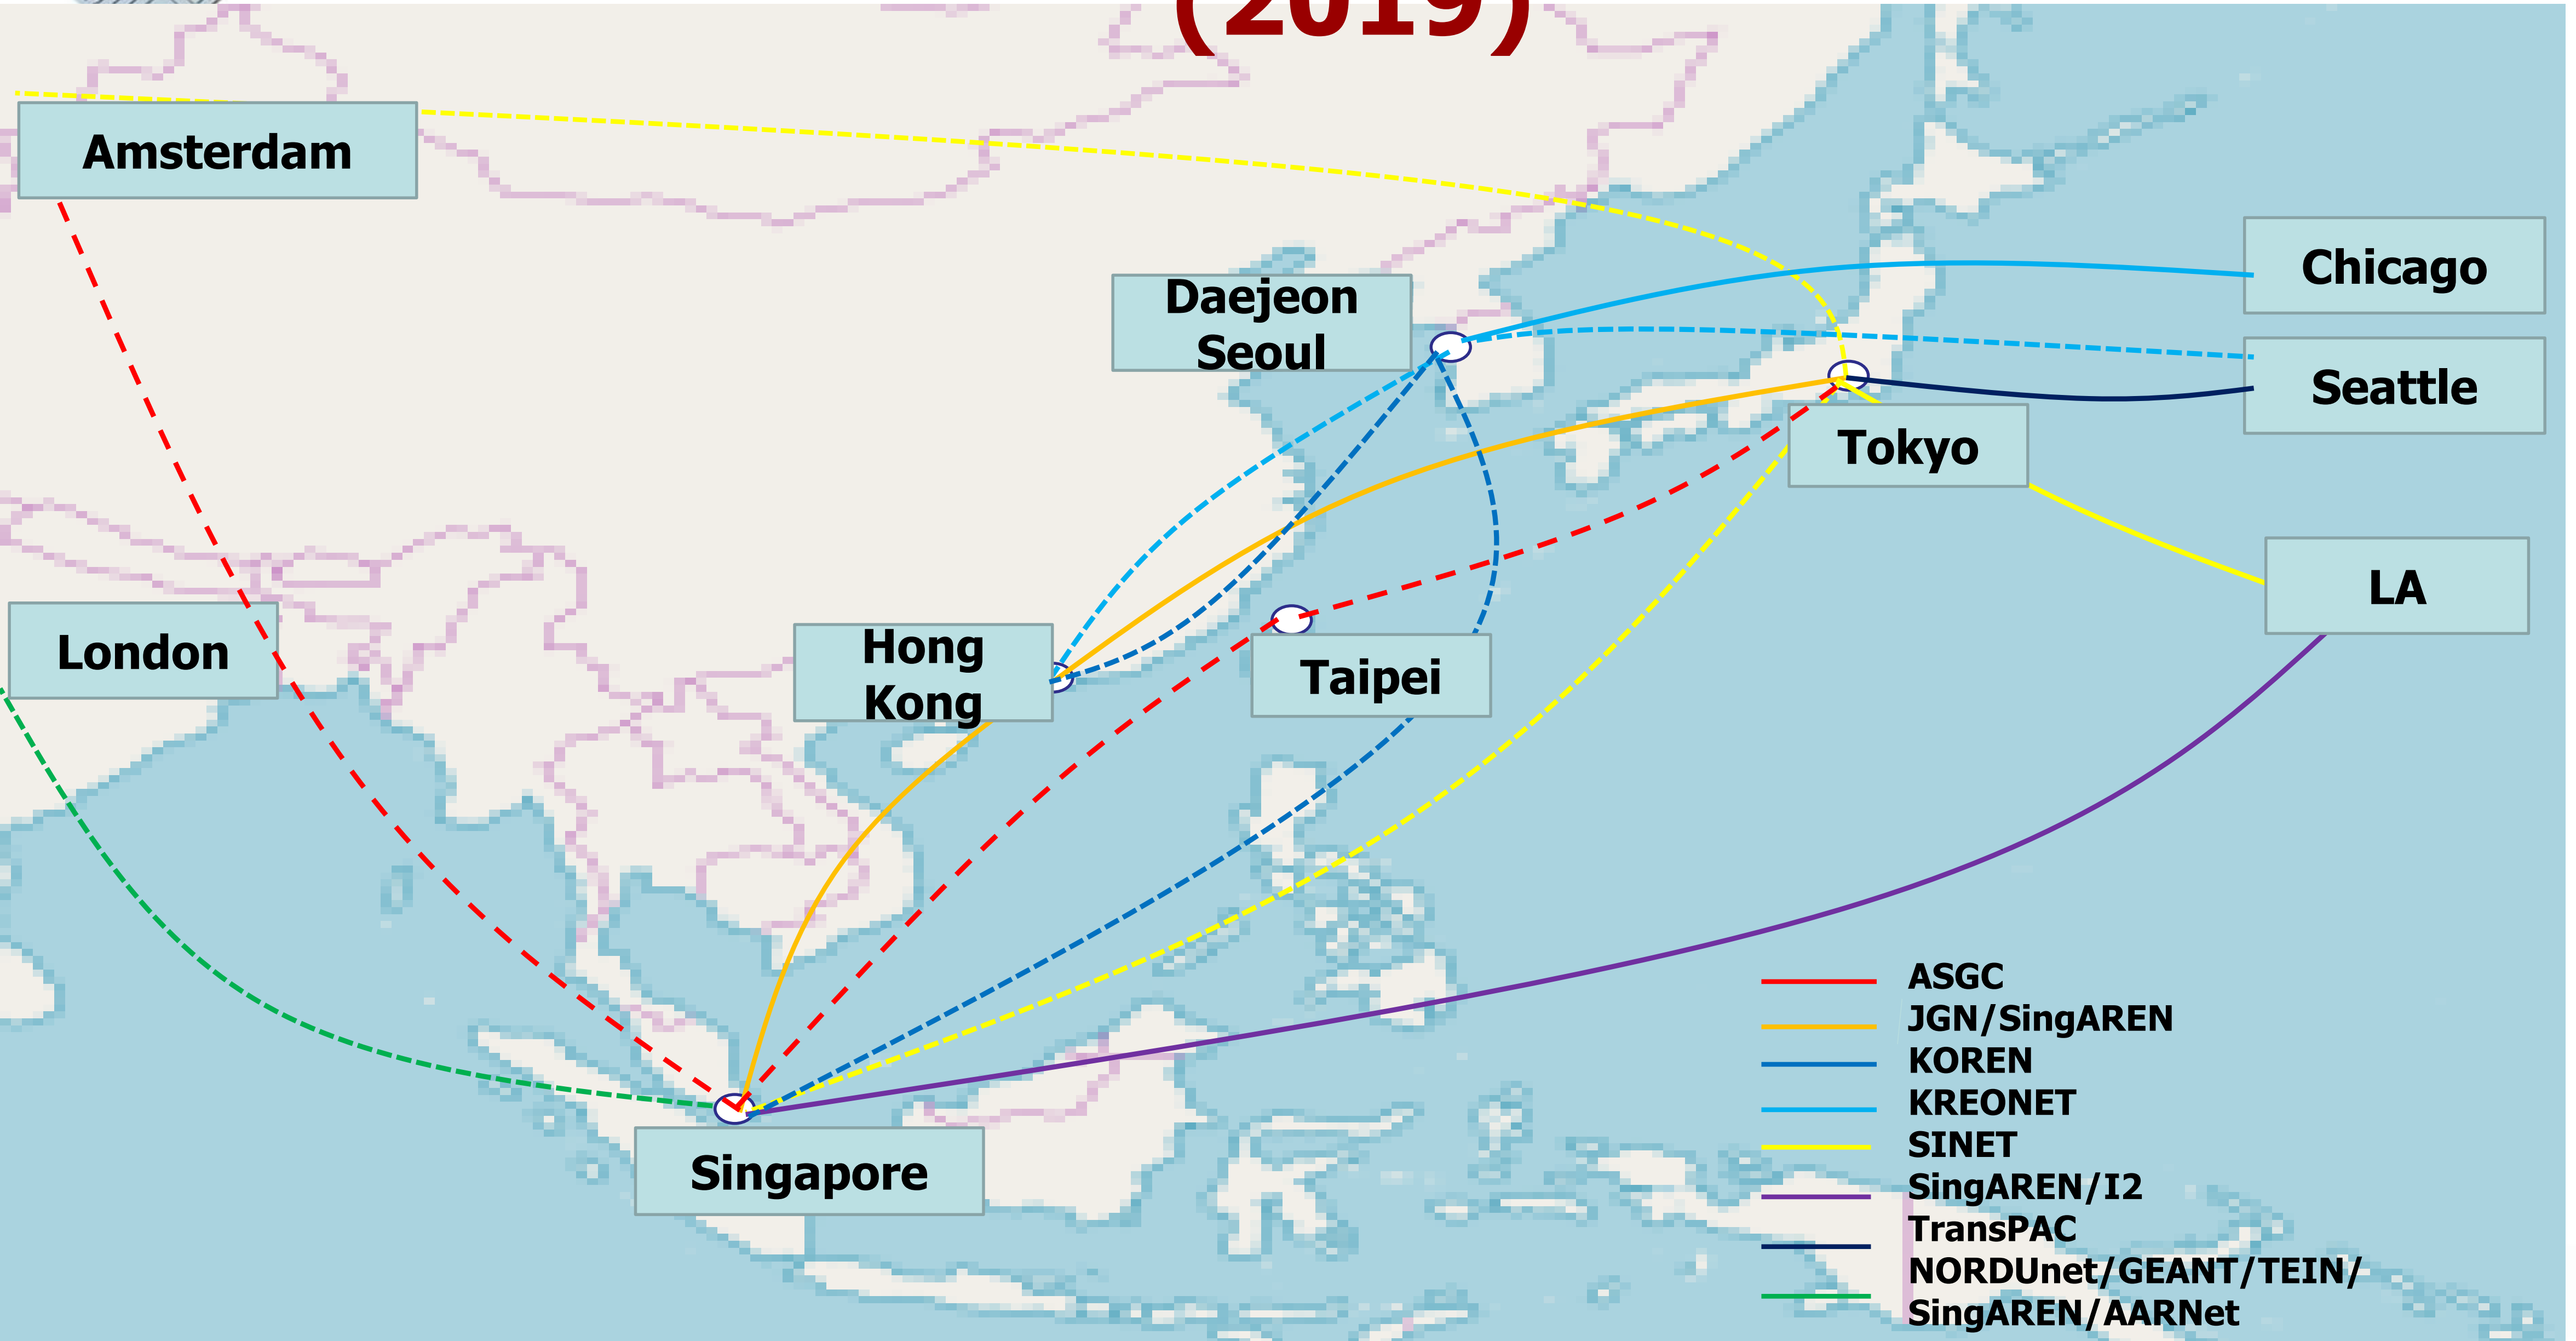 (2019)
Amsterdam
Chicago
Daejeon
Seoul
Seattle
Tokyo
LA
London
Hong
Kong
Taipei
Singapore
ASGC
JGN/SingAREN
KOREN
KREONET
SINET
SingAREN/I2
TransPAC
NORDUnet/GEANT/TEIN/
SingAREN/AARNet